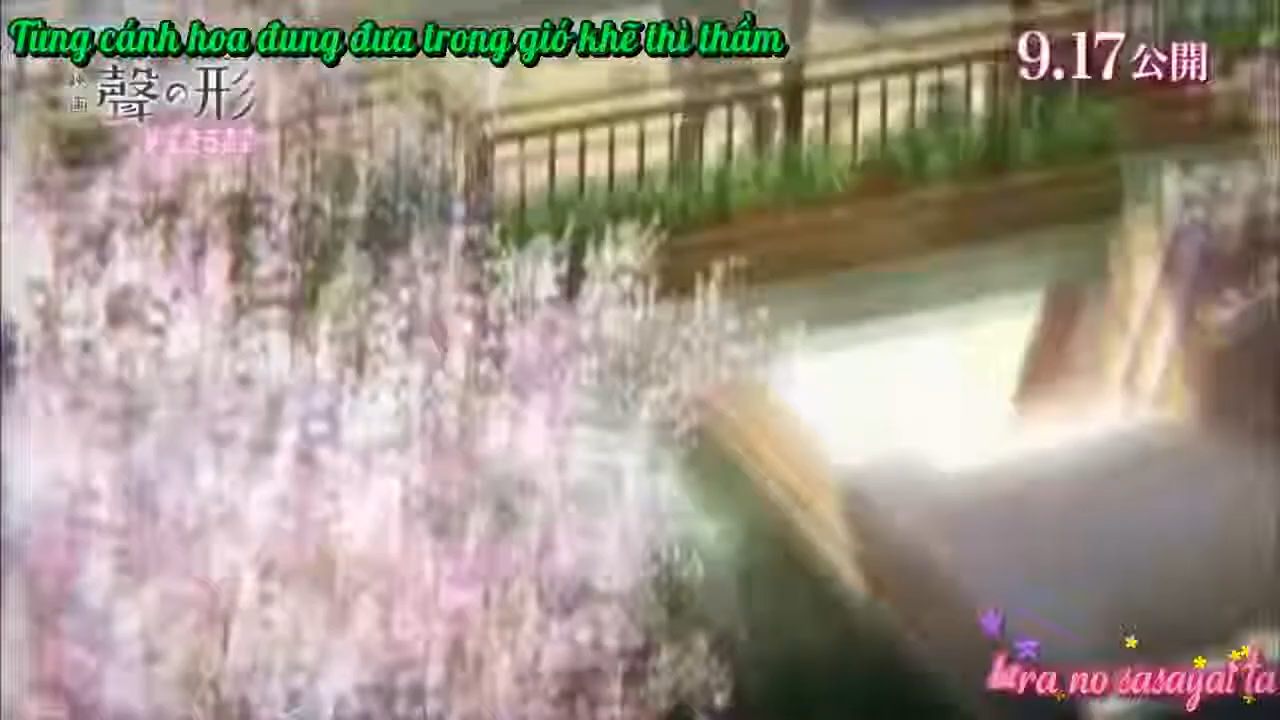 Từng cánh hoa đung đưa trong gió khẽ thì thầm
9.17公開
映画 聲の形
no sasayai ta